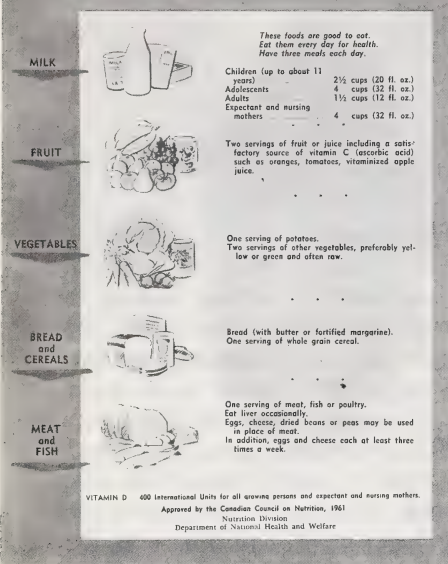 These foods are good to eat.
Eat them every day for health.
Have three meals each day.
MILK
Children (up to about 11
years) 2½ cups (20 fl. oz.)
Adolescents 4 cups (32 fl. oz.)
Adults 1½ cups (12 fl. oz.)
Expectant and nursing
mothers 4 cups (32 fl. oz.)
FRUIT
Two servings of fruit or juice including a satis-
factory source of vitamin C (ascorbic acid)
such as oranges, tomatoes, vitaminized apple
juice.
VEGETABLES
One serving of potatoes.
Two servings of other vegetables, preferably yel-
low or green and often raw.
BREAD
and
CEREALS
Bread (with butter or fortified margarine).
One serving of whole grain cereal.
MEAT
and
FISH
One serving of meat, fish or poultry.
Eat liver occasionally.
Eggs, cheese, dried beans or peas may be used
in place of meat.
In addition, eggs and cheese each at least three
times a week.
VITAMIN D 400 International Units for all growing persons and expectant and nursing mothers.
Approved by the Canadian Council on Nutrition, 1961
Nutrition Division
Department of National Health and Welfare